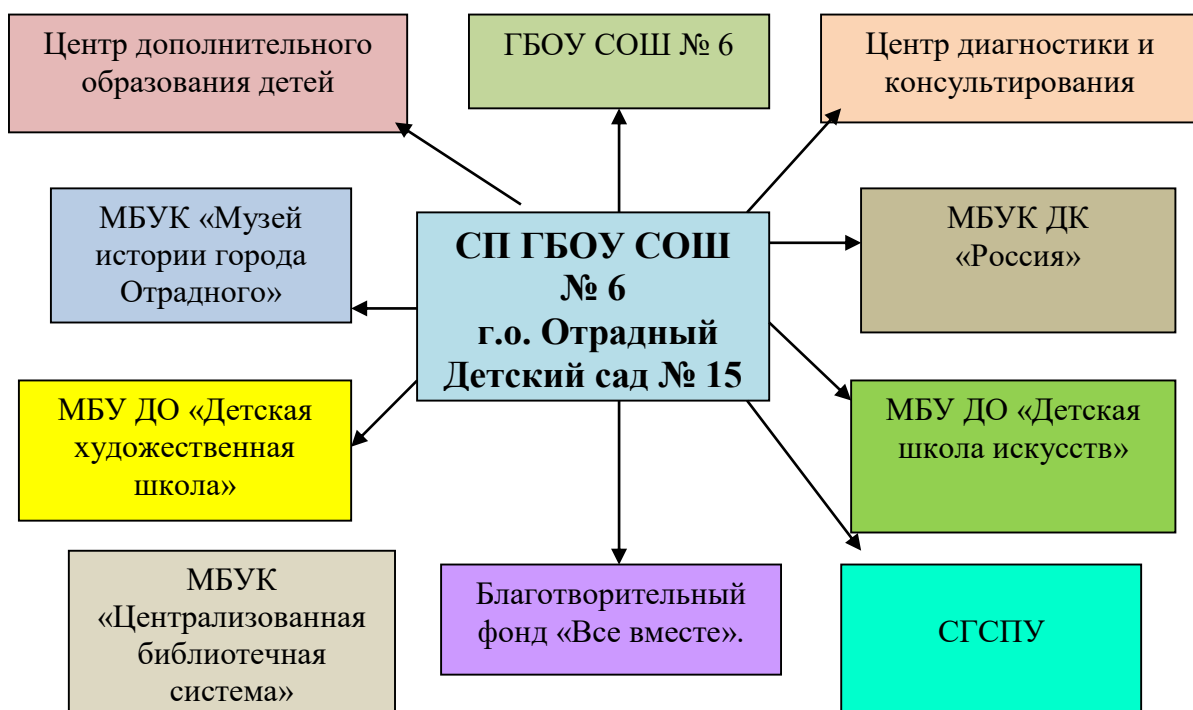 Центр дополнительного
образования детей
ГБОУ СОШ № 6
Центр диагностики и
консультирования
МБУК «Музей
истории города
Отрадного»
СП ГБОУ СОШ
№ 6
г.о. Отрадный
Детский сад № 15
МБУК ДК
«Россия»
МБУ ДО «Детская
художественная
школа»
МБУ ДО «Детская
школа искусств»
МБУК
«Централизованная
библиотечная
система»
Благотворительный
фонд «Все вместе».
СГСПУ